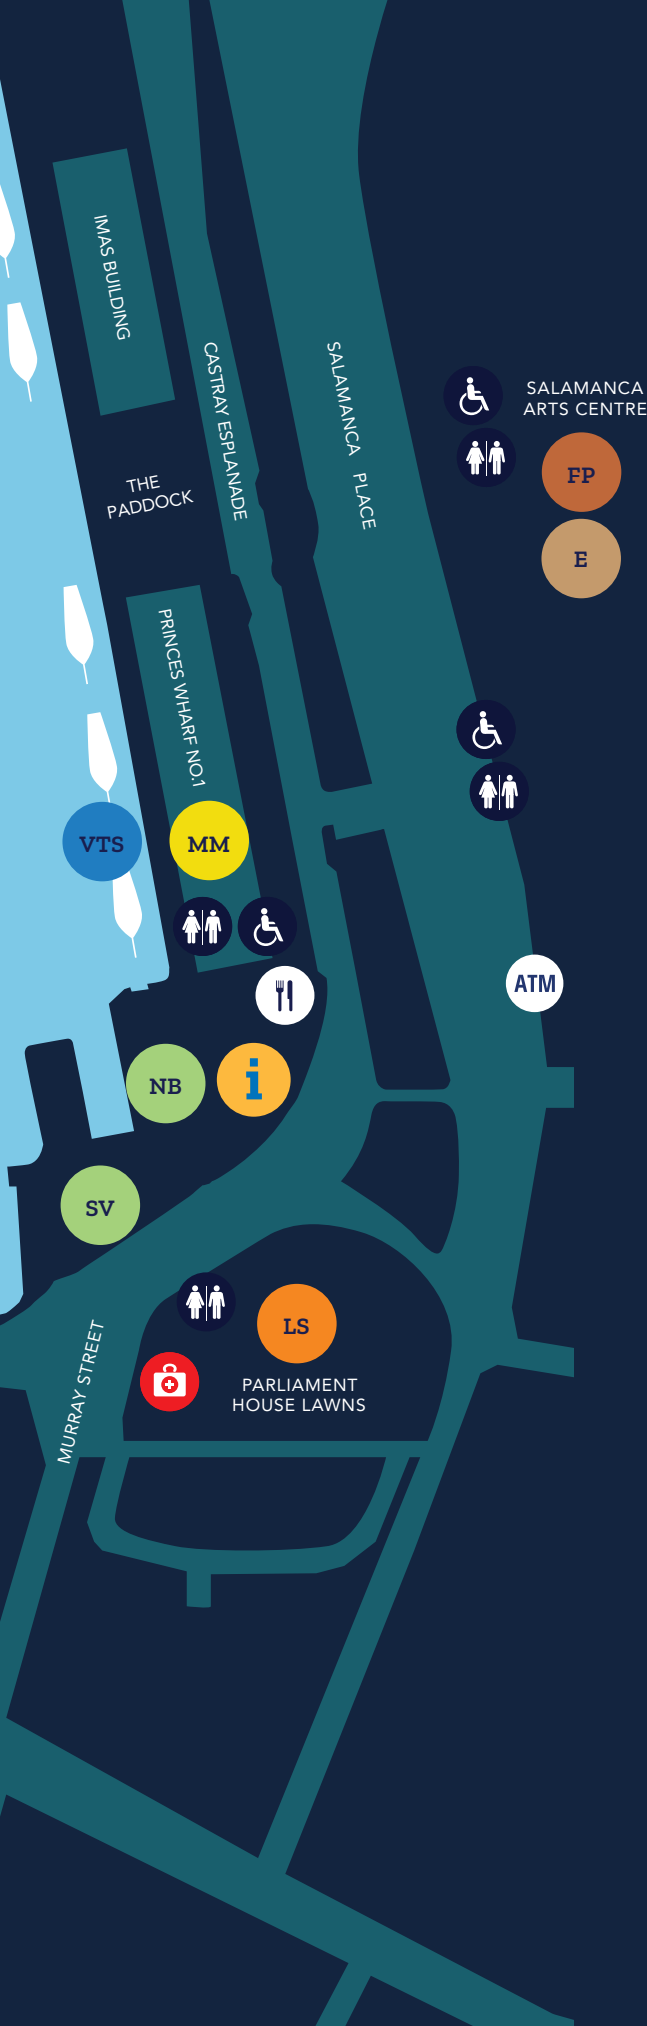 IMAS BUILDING
CASTRAY ESPLANADE
SALAMANCA PLACE
SALAMANCA
ARTS CENTRE
FP
THE
PADDOCK
E
PRINCES WHARF NO.1
VTS
MM
ATM
NB
i
SV
LS
MURRAY STREET
PARLIAMENT
HOUSE LAWNS